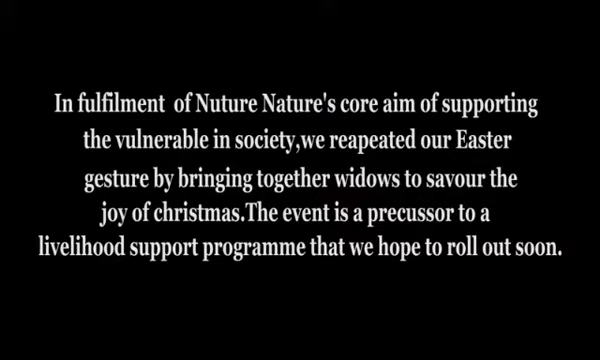 In fulfilment of Nuture Nature's core aim of supporting
the vulnerable in society,we reapeated our Easter
gesture by bringing together widows to savour the
joy of christmas.The event is a precussor to a
livelihood support programme that we hope to roll out soon.